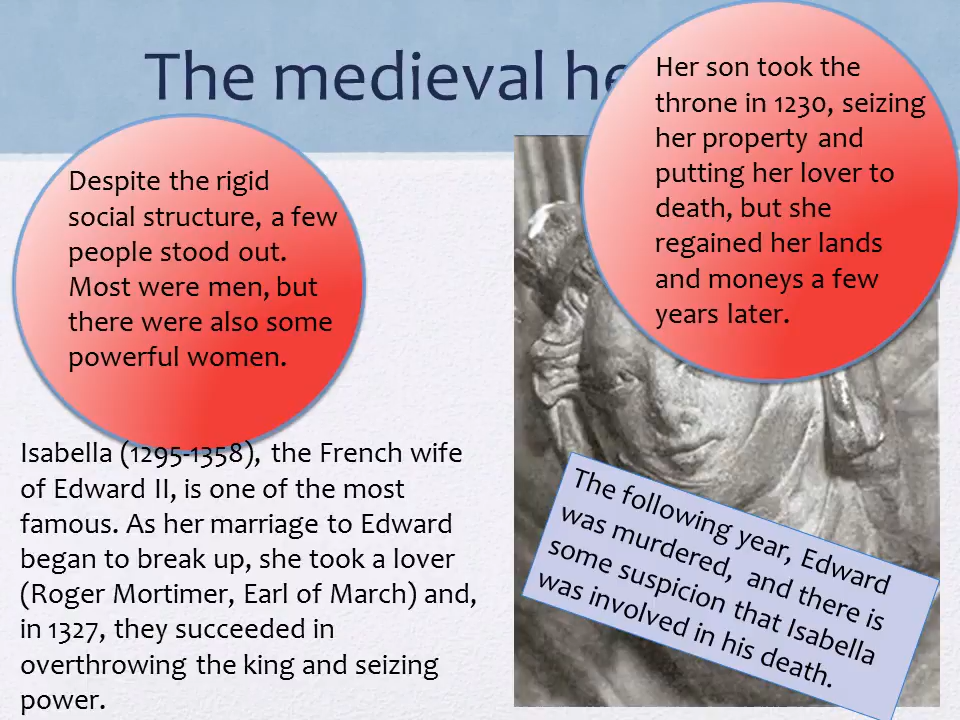 The medieval he
Despite the rigid
social structure, a few
people stood out.
Most were men, but
there were also some
powerful women.
Isabella (1295-1358), the French wife
of Edward II, is one of the most
famous. As her marriage to Edward
began to break up, she took a lover
(Roger Mortimer, Earl of March) and,
in 1327, they succeeded in
overthrowing the king and seizing
power.
The following year, Edward
was murdered, and there is
some suspicion that Isabella
was involved in his death.
Her son took the
throne in 1230, seizing
her property and
putting her lover to
death, but she
regained her lands
and moneys a few
years later.